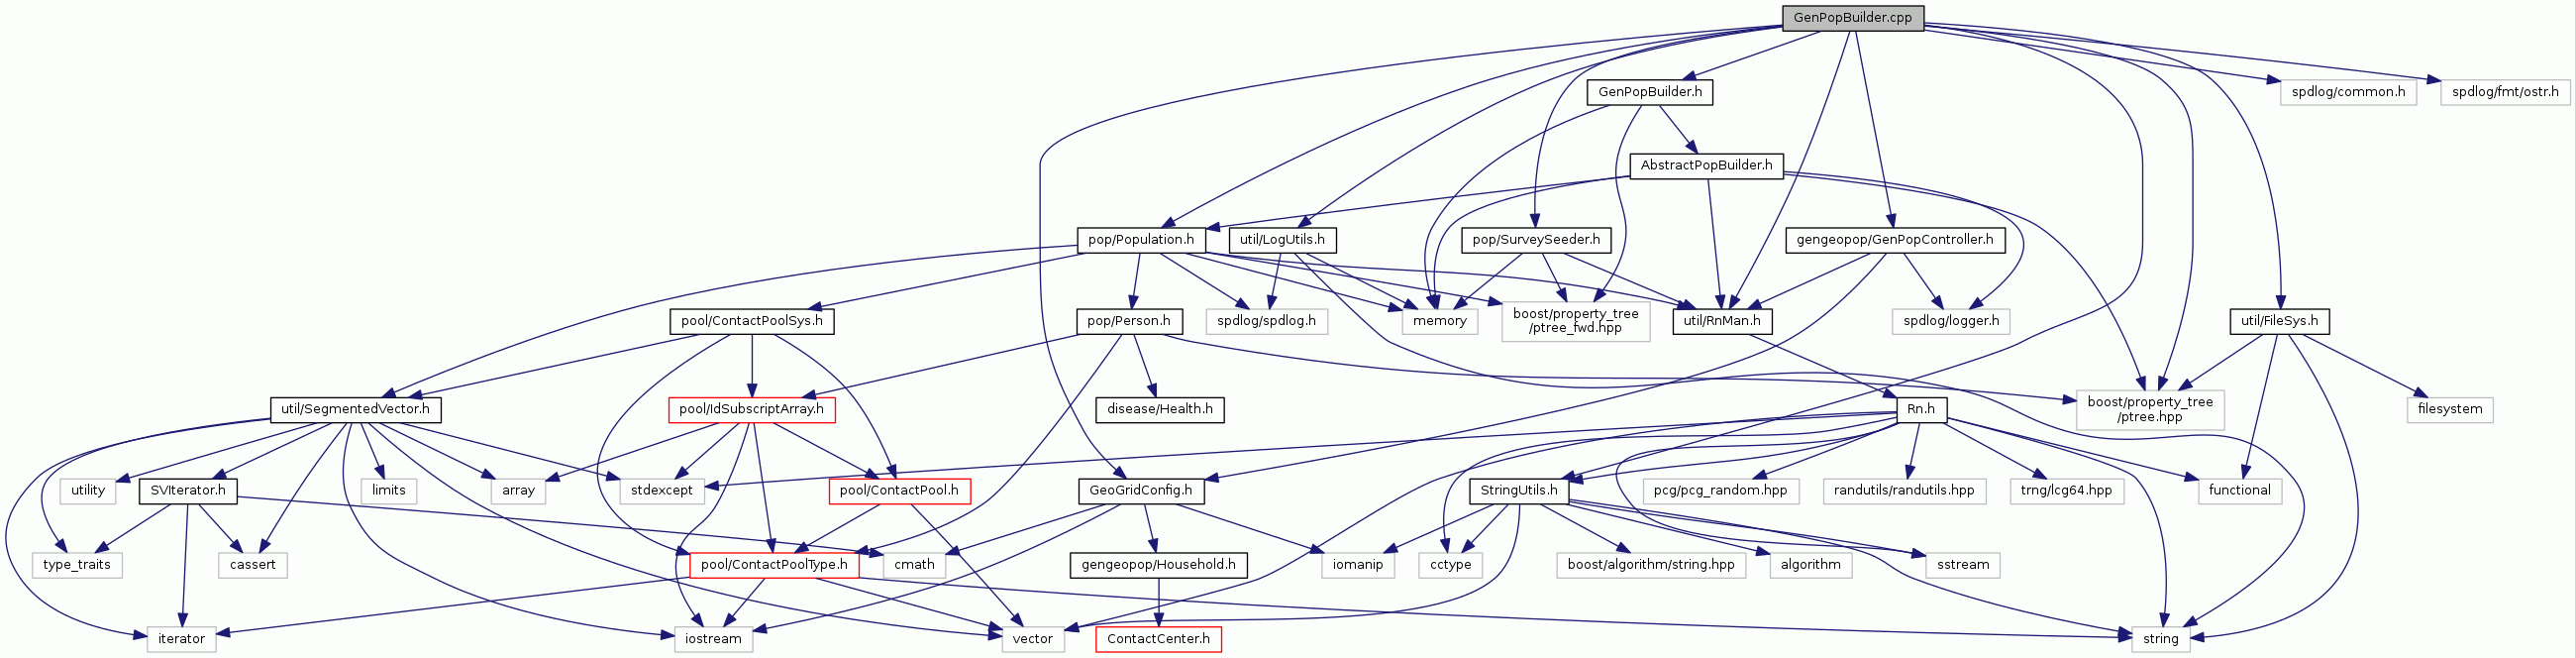 GenPopBuilder.cpp
GenPopBuilder.h
spdlog/common.h
spdlog/fmt/ostr.h
AbstractPopBuilder.h
pop/Population.h
util/LogUtils.h
pop/SurveySeeder.h
gengeopop/GenPopController.h
pool/ContactPoolSys.h
pop/Person.h
spdlog/spdlog.h
memory
boost/property_tree
/ptree_fwd.hpp
util/RnMan.h
spdlog/logger.h
util/FileSys.h
util/SegmentedVector.h
pool/IdSubscriptArray.h
disease/Health.h
Rn.h
boost/property_tree
/ptree.hpp
filesystem
utility
SVIterator.h
limits
array
stdexcept
pool/ContactPool.h
GeoGridConfig.h
StringUtils.h
pcg/pcg_random.hpp
randutils/randutils.hpp
trng/lcg64.hpp
functional
type_traits
cassert
pool/ContactPoolType.h
cmath
gengeopop/Household.h
iomanip
cctype
boost/algorithm/string.hpp
algorithm
sstream
iterator
iostream
vector
ContactCenter.h
string